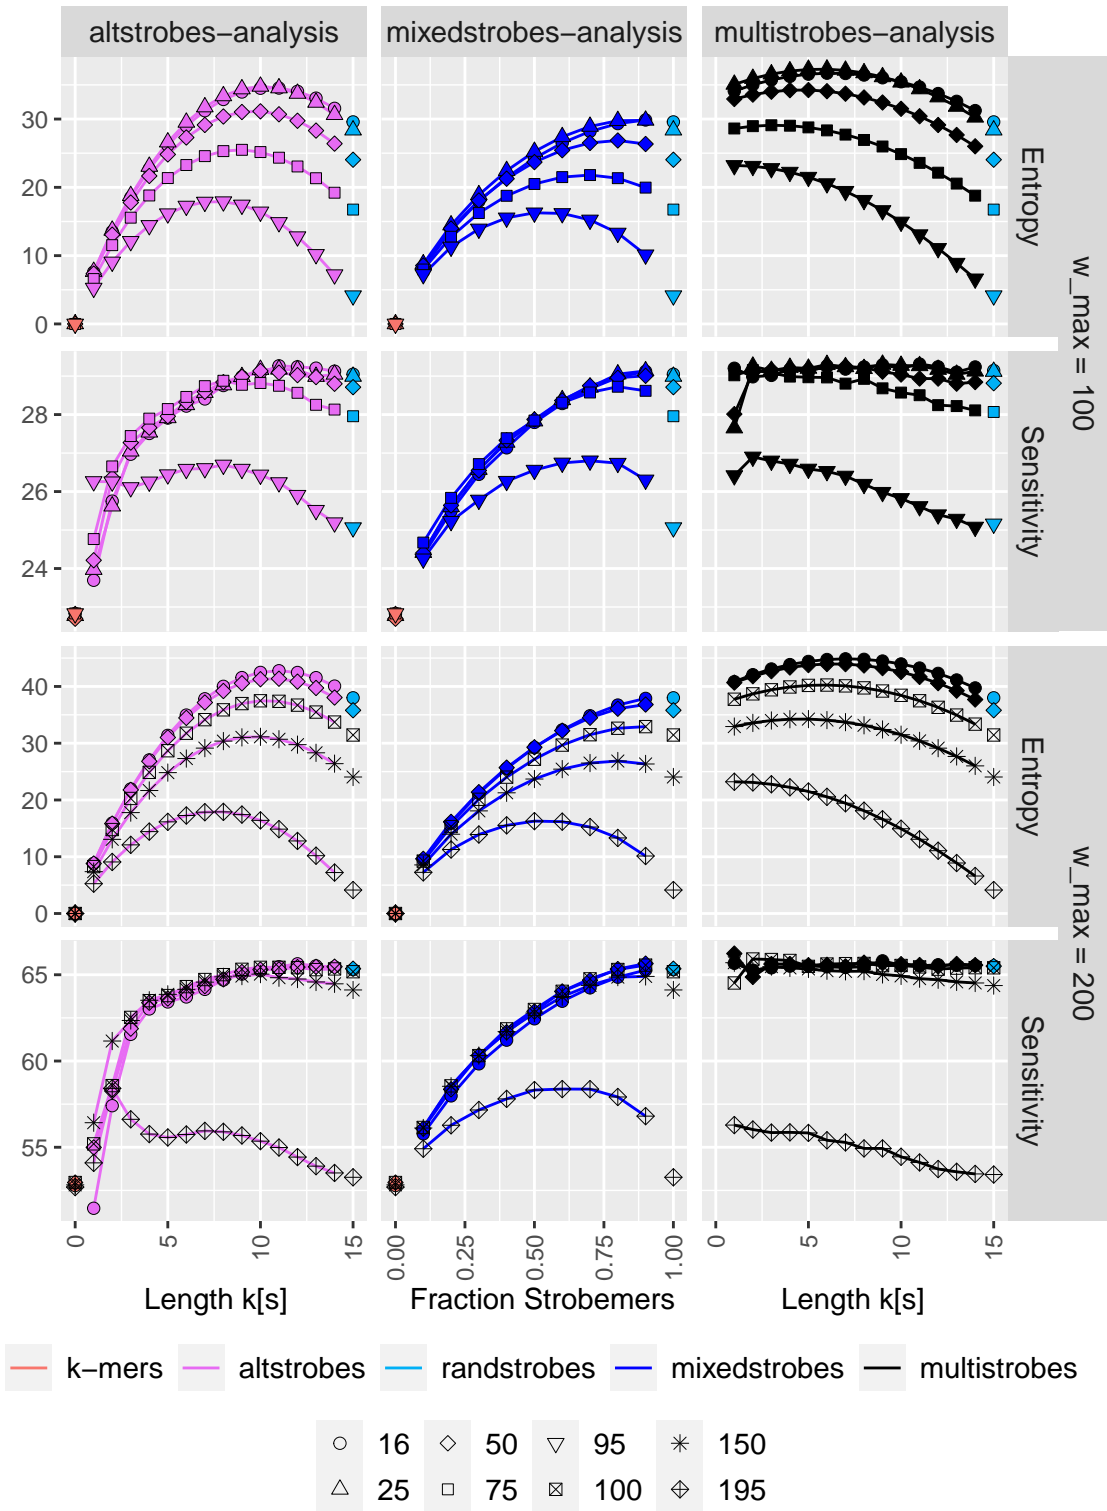 altstrobes−analysis mixedstrobes−analysis multistrobes−analysis
30
20
10
0
Entropy
28
26
24
Sensitivity
w_max = 100
40
30
20
10
0
Entropy
65
60
55
Sensitivity
w_max = 200
0 5 10 15 0.00 0.25 0.50 0.75 1.00 0 5 10 15
Length k[s] Fraction Strobemers Length k[s]
k−mers altstrobes randstrobes mixedstrobes multistrobes
16 50 95 150
25 75 100 195